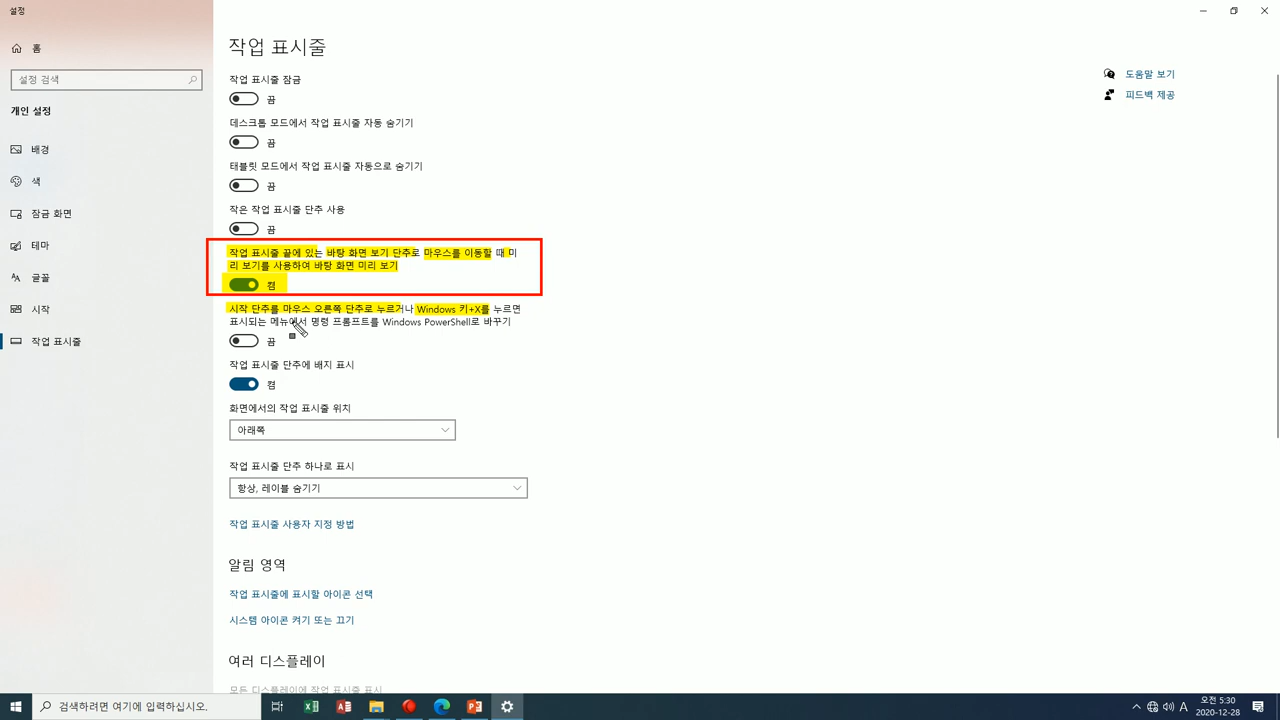 설정
홈
설정 검색
개인 설정
배경
색
잠금 화면
테마
글꼴
시작
작업 표시줄
작업 표시줄
작업 표시줄 잠금
끔
데스크톱 모드에서 작업 표시줄 자동 숨기기
끔
태블릿 모드에서 작업 표시줄 자동으로 숨기기
끔
작은 작업 표시줄 단추 사용
끔
작업 표시줄 끝에 있는 바탕 화면 보기 단추로 마우스를 이동할 때 미
리 보기를 사용하여 바탕 화면 미리 보기
켬
시작 단추를 마우스 오른쪽 단추로 누르거나 Windows 키+X를 누르면
표시되는 메뉴에서 명령 프롬프트를 Windows PowerShell로 바꾸기
끔
작업 표시줄 단추에 배지 표시
켬
화면에서의 작업 표시줄 위치
아래쪽
작업 표시줄 단추 하나로 표시
항상, 레이블 숨기기
작업 표시줄 사용자 지정 방법
알림 영역
작업 표시줄에 표시할 아이콘 선택
시스템 아이콘 켜기 또는 끄기
여러 디스플레이
모든 디스플레이에 작업 표시줄 표시
도움말 보기
피드백 제공
검색하려면 여기에 입력하십시오.
A
오전 5:30
2020-12-28